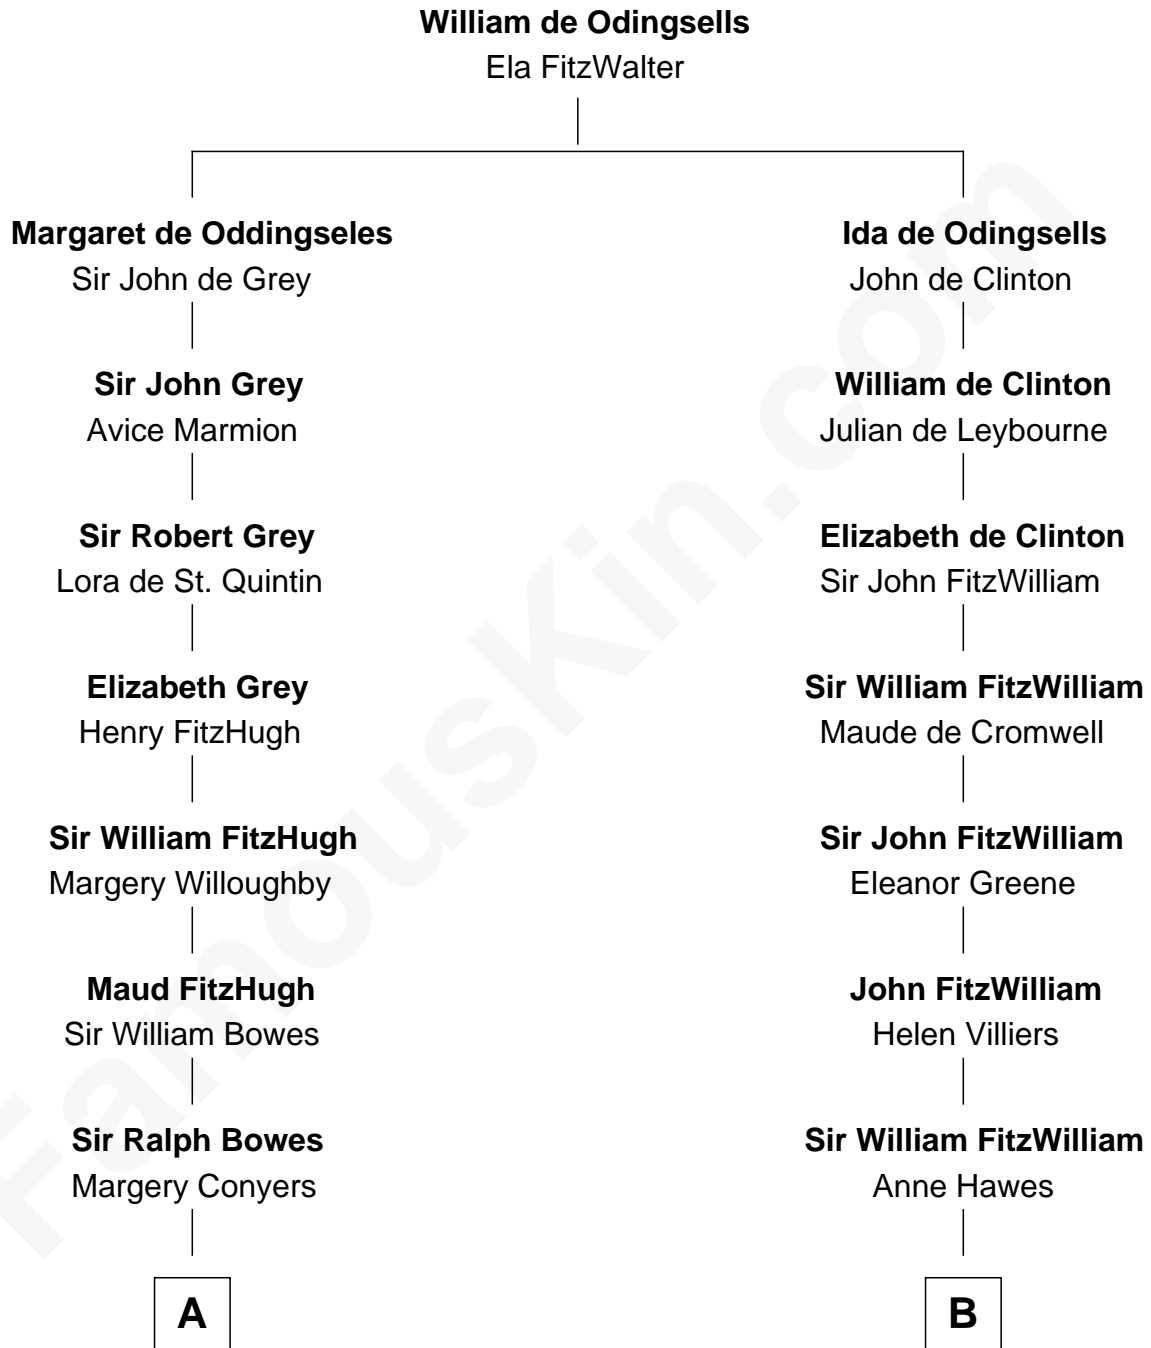 William de Odingsells
Ela FitzWalter
Margaret de Oddingseles
Sir John de Grey
Ida de Odingsells
John de Clinton
Sir John Grey
Avice Marmion
William de Clinton
Julian de Leybourne
Sir Robert Grey
Lora de St. Quintin
Elizabeth de Clinton
Sir John FitzWilliam
Elizabeth Grey
Henry FitzHugh
Sir William FitzWilliam
Maude de Cromwell
Sir William FitzHugh
Margery Willoughby
Sir John FitzWilliam
Eleanor Greene
Maud FitzHugh
Sir William Bowes
John FitzWilliam
Helen Villiers
Sir Ralph Bowes
Margery Conyers
Sir William FitzWilliam
Anne Hawes
A
B
FamousKin.com